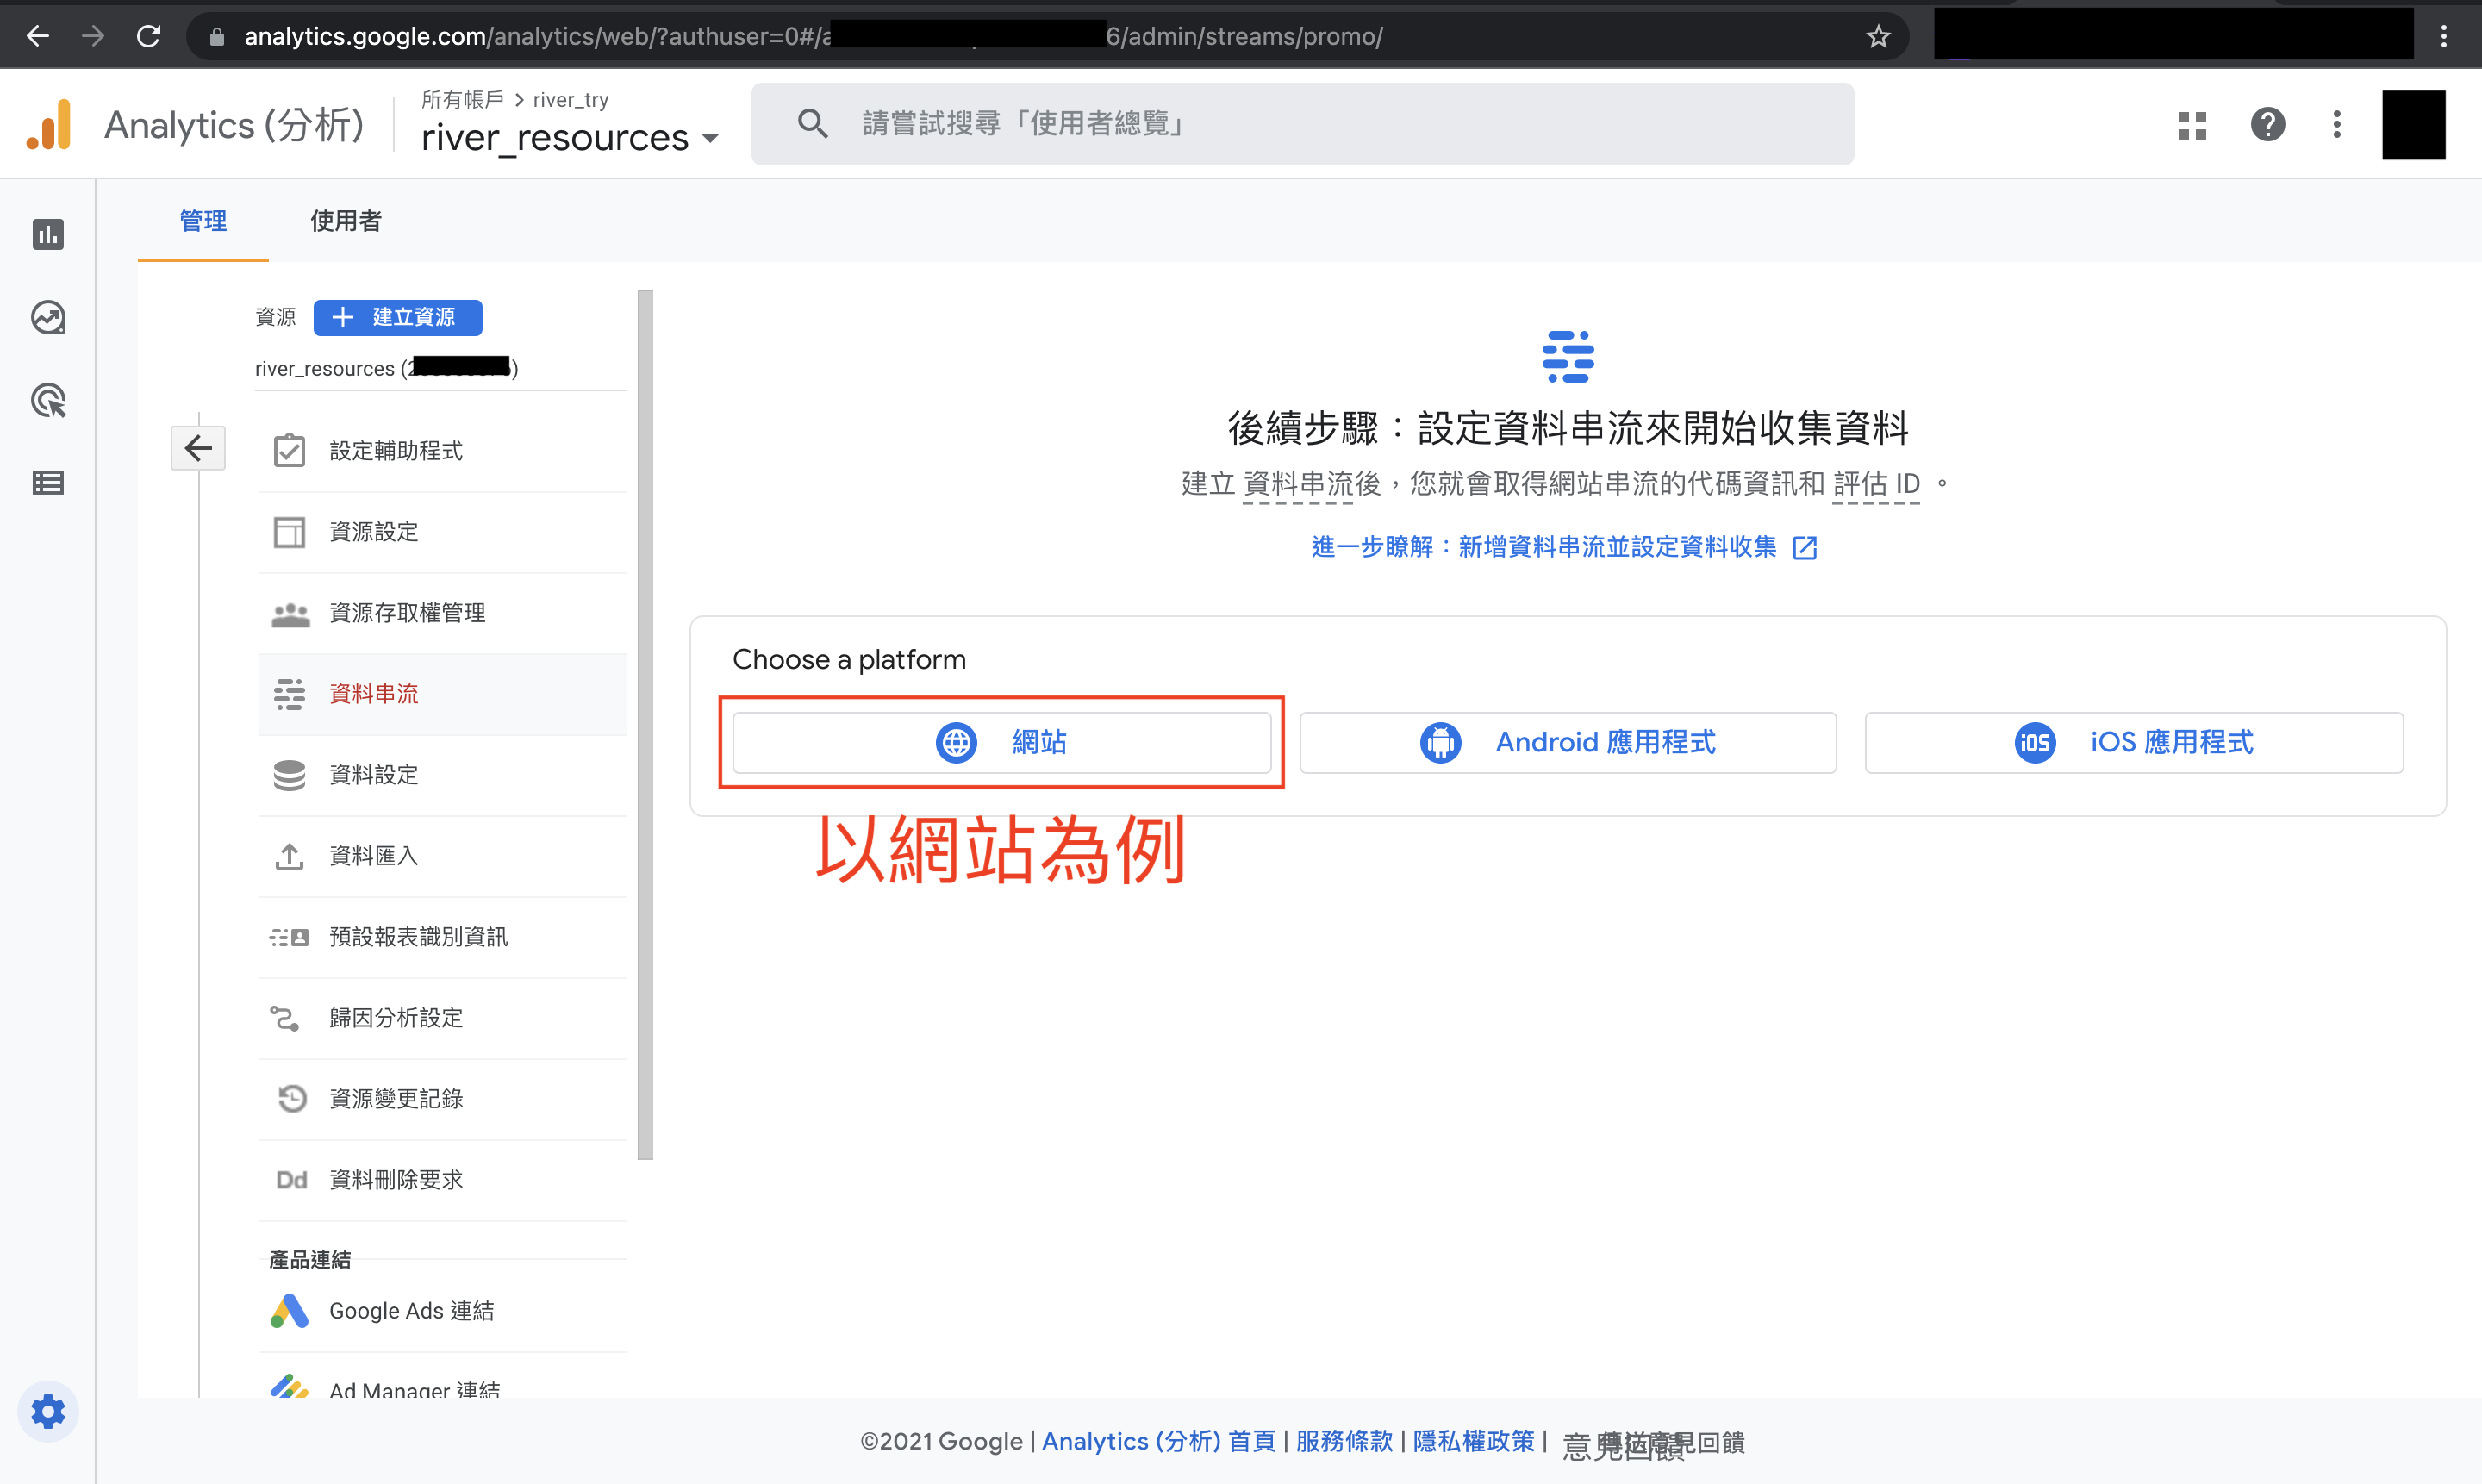 analytics.google.com/analytics/web/?authuser=0#/a 6/admin/streams/promo/
Analytics (分析)
所有帳戶 > river_try
river_resources
請嘗試搜尋「使用者總覽」
管理
使用者
資源
建立資源
river_resources (2 )
設定輔助程式
資源設定
資源存取權管理
資料串流
資料設定
資料匯入
預設報表識別資訊
歸因分析設定
資源變更記錄
Dd 資料刪除要求
產品連結
Google Ads 連結
Ad Manager 連結
後續步驟：設定資料串流來開始收集資料
建立 資料串流後，您就會取得網站串流的代碼資訊和 評估 ID 。
進一步瞭解：新增資料串流並設定資料收集
Choose a platform
網站
Android 應用程式
iOS iOS 應用程式
以網站為例
©2021 Google | Analytics (分析) 首頁 | 服務條款 | 隱私權政策 |